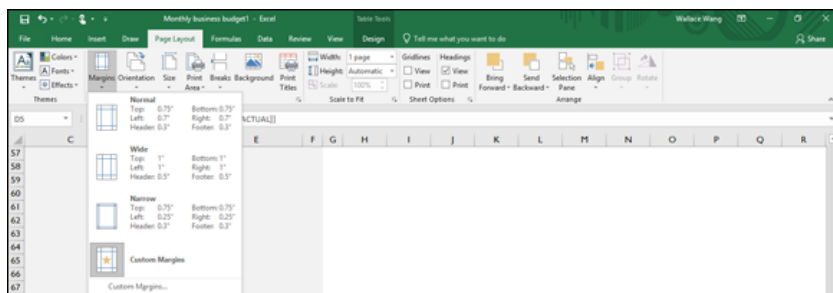 Monthly business budget1 - Excel Table Tools Wallace Wang
File Home Insert Draw Page Layout Formulas Data Review View Design Tell me what you want to do Share
Themes Colors Fonts Effects Margins Orientation Size Print Area Breaks Background Print Titles Width: 1 page Height: Automatic Scale: 100% Gridlines View Print Headings View Print Bring Forward Send Backward Selection Pane Align Group Rotate
Themes Scale to Fit Sheet Options Arrange
D5 ACTUAL]]
C E F G H I J K L M N O P Q R
Normal
Top: 0.75" Bottom: 0.75"
Left: 0.7" Right: 0.7"
Header: 0.3" Footer: 0.3"
Wide
Top: 1" Bottom: 1"
Left: 1" Right: 1"
Header: 0.5" Footer: 0.5"
Narrow
Top: 0.75" Bottom: 0.75"
Left: 0.25" Right: 0.25"
Header: 0.3" Footer: 0.3"
Custom Margins
Custom Margins...
57
58
59
60
61
62
63
64
65
66
67